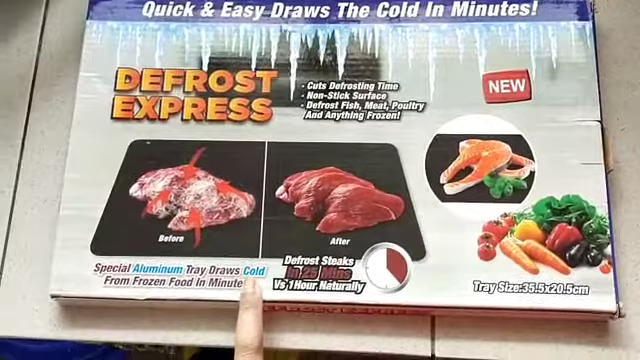 Quick & Easy Draws The Cold In Minutes!
DEFROST
EXPRESS
· Cuts Defrosting Time
· Non-Stick Surface
· Defrost Fish, Meat, Poultry
And Anything Frozen!
NEW
Before
After
Special Aluminum Tray Draws Cold
From Frozen Food In Minute
Defrost Steaks
In 25 Mins
Vs 1 Hour Naturally
Tray Size:35.5x20.5cm